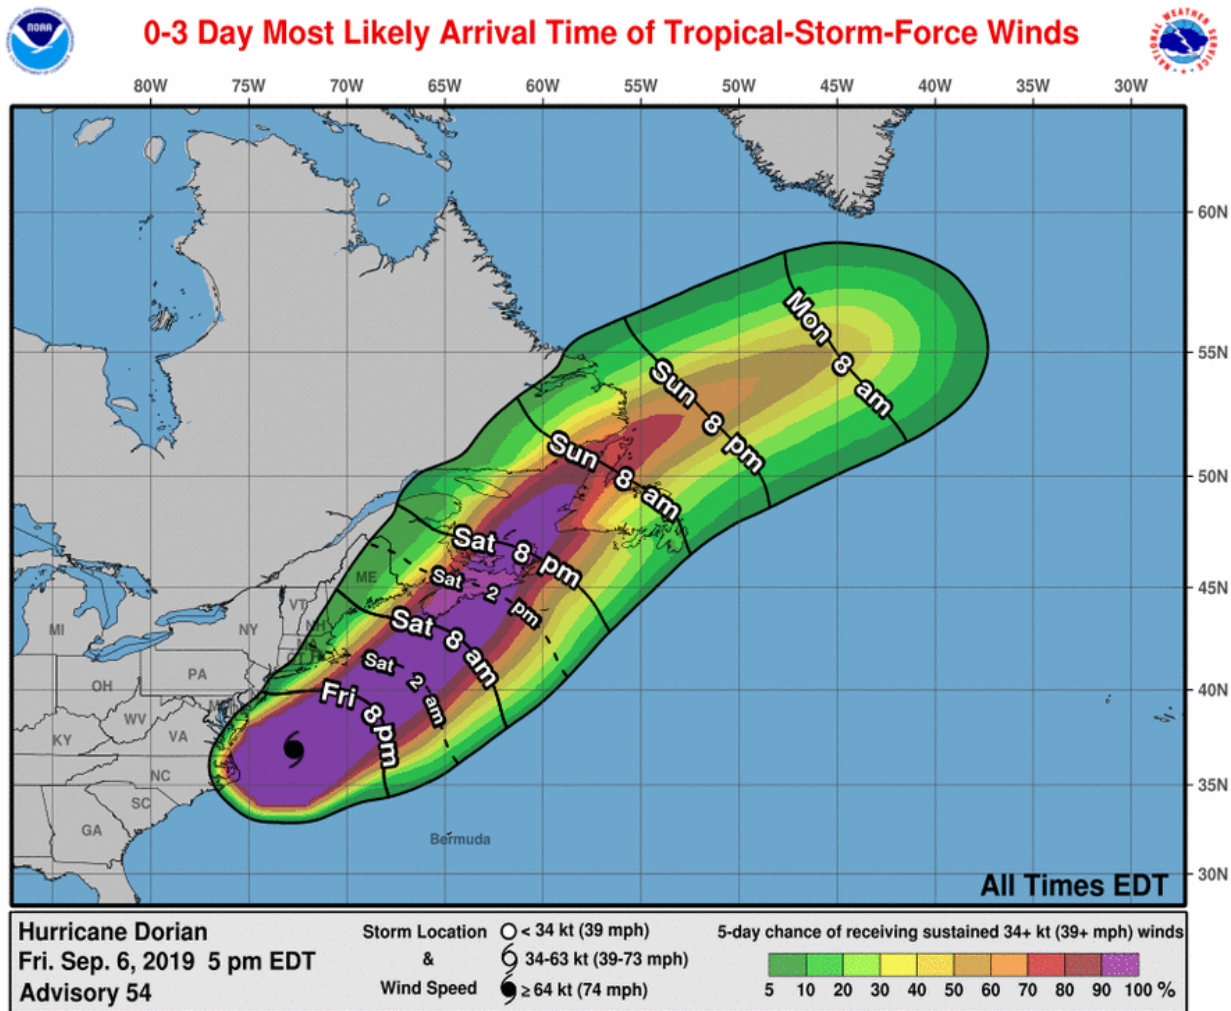 NOAA
0-3 Day Most Likely Arrival Time of Tropical-Storm-Force Winds
NATIONAL WEATHER SERVICE
80W 75W 70W 65W 60W 55W 50W 45W 40W 35W 30W
60N
55N
50N
45N
40N
35N
30N
Mon 8 am
Sun 8 pm
Sun 8 am
Sat 8 pm
Sat 2 pm
Sat 8 am
Sat 2 am
Fri 8 pm
ME
VT
NH
MI
NY
PA
OH
WV
KY
VA
NC
SC
GA
Bermuda
All Times EDT
Hurricane Dorian
Fri. Sep. 6, 2019 5 pm EDT
Advisory 54
Storm Location
&
Wind Speed
< 34 kt (39 mph)
34-63 kt (39-73 mph)
≥ 64 kt (74 mph)
5-day chance of receiving sustained 34+ kt (39+ mph) winds
5 10 20 30 40 50 60 70 80 90 100 %